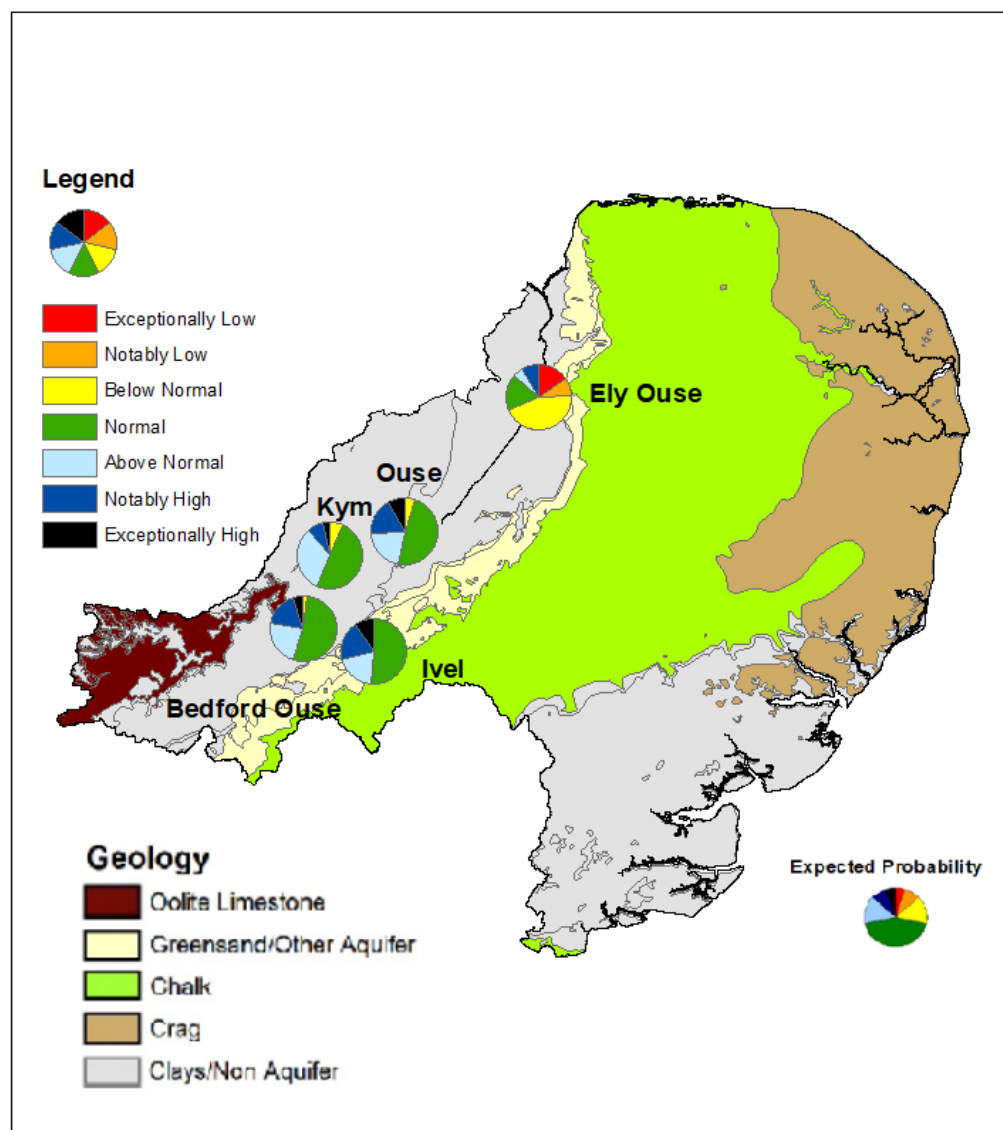 Legend
Exceptionally Low
Notably Low
Below Normal
Normal
Above Normal
Notably High
Exceptionally High
Ely Ouse
Ouse
Kym
Ivel
Bedford Ouse
Geology
Oolite Limestone
Greensand/Other Aquifer
Chalk
Crag
Clays/Non Aquifer
Expected Probability